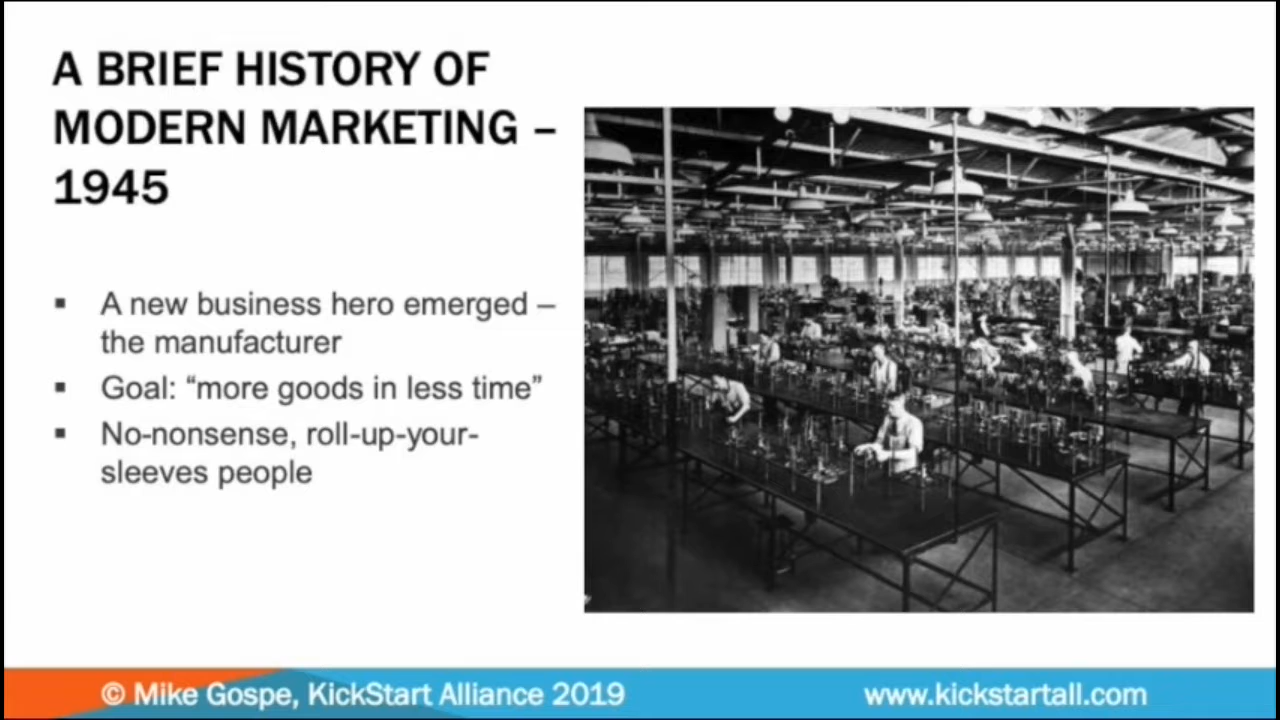 A BRIEF HISTORY OF
MODERN MARKETING –
1945
▪ A new business hero emerged –
the manufacturer
▪ Goal: “more goods in less time”
▪ No-nonsense, roll-up-your-
sleeves people
© Mike Gospe, KickStart Alliance 2019
www.kickstartall.com